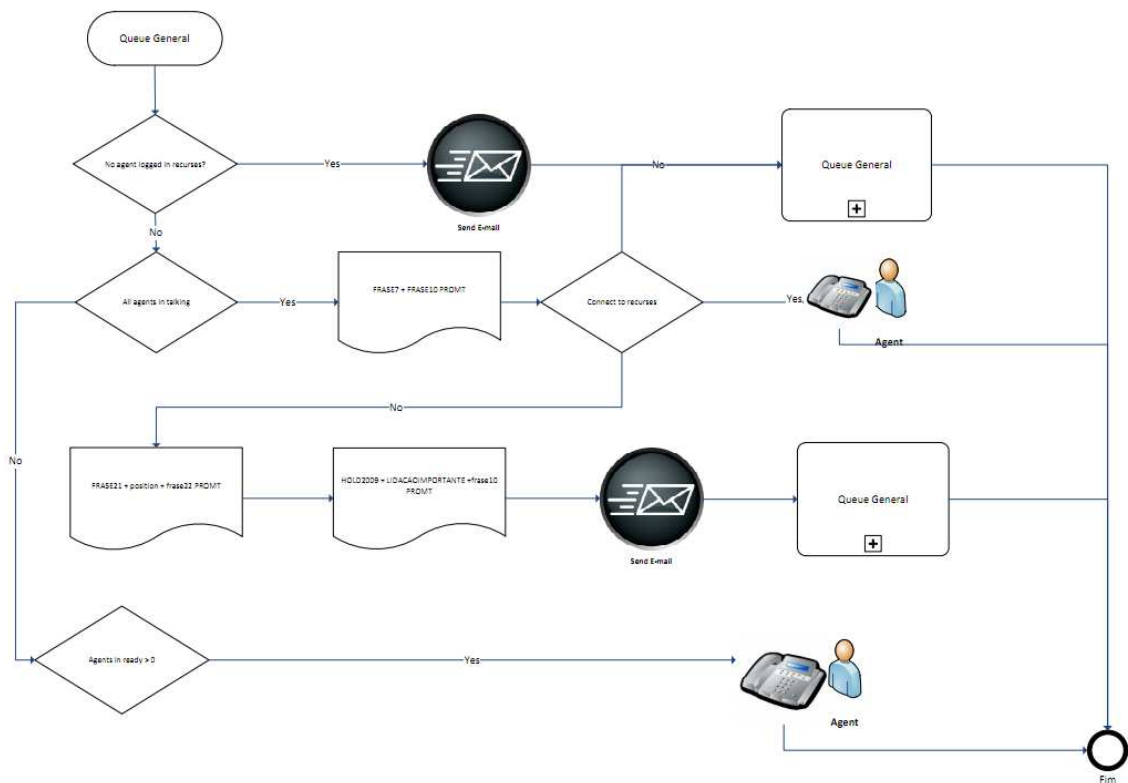 Queue General
No agent logged in recurses?
Yes
Send E-mail
No
Queue General
No
All agents in talking
Yes
FRASE7 + FRASE10 PROMT
Connect to recurses
Yes,
Agent
No
No
FRASE21 + position + frase22 PROMT
HOLD2009 + LIDACAOIMPORTANTE +frase10
PROMT
Send E-mail
Queue General
Agents in ready > 0
Yes
Agent
Fim